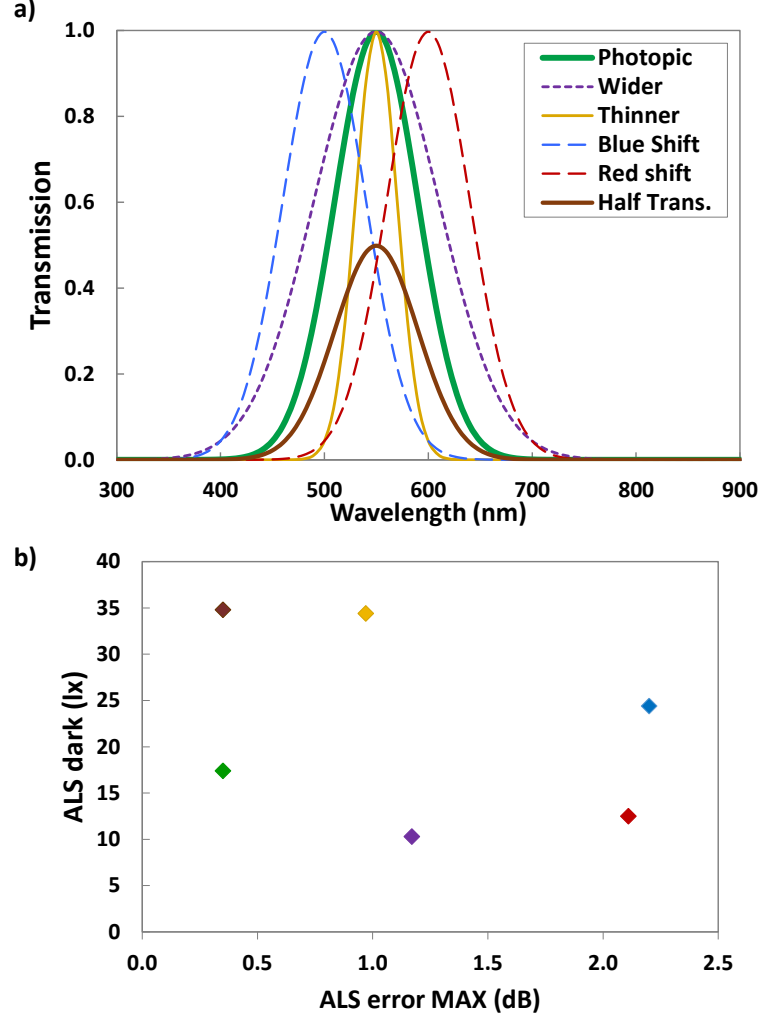 a)
1.0
0.8
0.6
0.4
0.2
0.0
Transmission
Photopic
Wider
Thinner
Blue Shift
Red shift
Half Trans.
300 400 500 600 700 800 900
Wavelength (nm)
b)
40
35
30
25
20
15
10
5
0
ALS dark (lx)
0.0 0.5 1.0 1.5 2.0 2.5
ALS error MAX (dB)